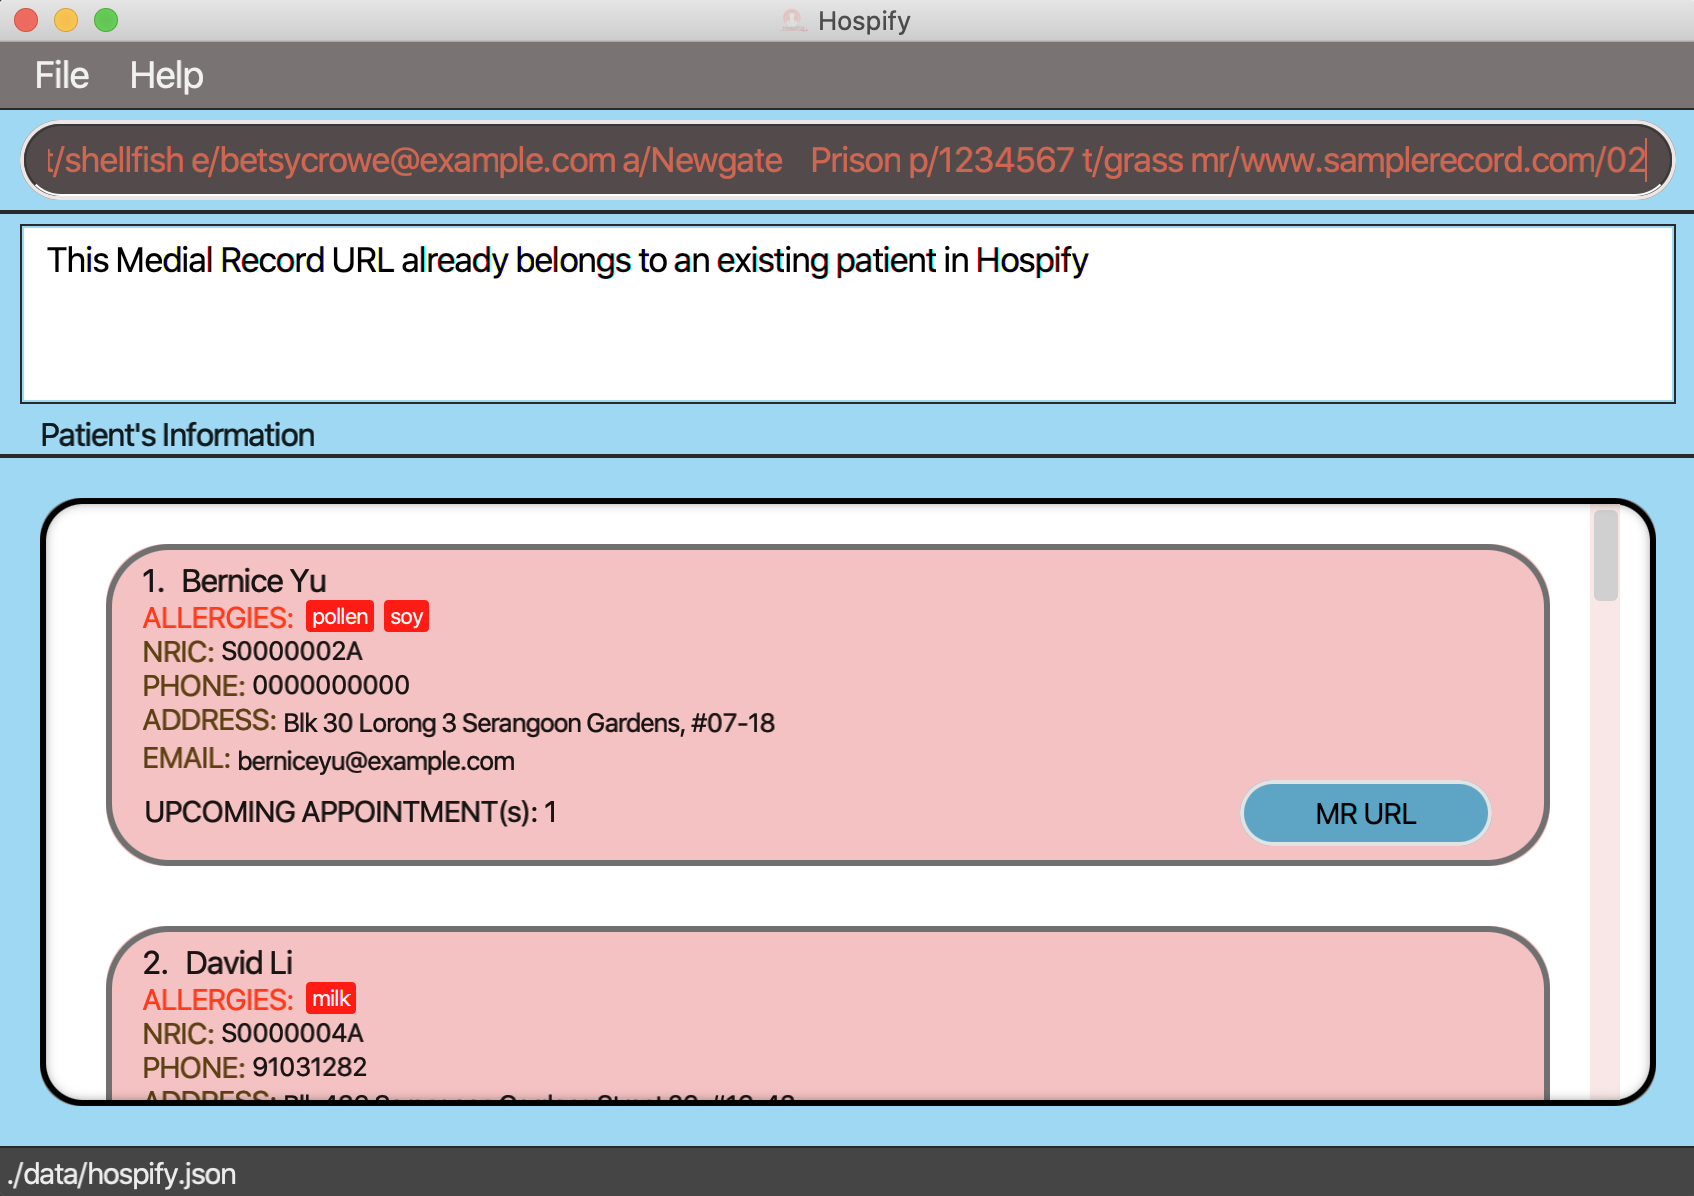 Hospify
File Help
t/shellfish e/betsycrowe@example.com a/Newgate   Prison p/1234567 t/grass mr/www.samplerecord.com/02
This Medial Record URL already belongs to an existing patient in Hospify
Patient's Information
1. Bernice Yu
ALLERGIES: pollen soy
NRIC: S0000002A
PHONE: 0000000000
ADDRESS: Blk 30 Lorong 3 Serangoon Gardens, #07-18
EMAIL: berniceyu@example.com
UPCOMING APPOINTMENT(s): 1
MR URL
2. David Li
ALLERGIES: milk
NRIC: S0000004A
PHONE: 91031282
ADDRESS: Blk
./data/hospify.json